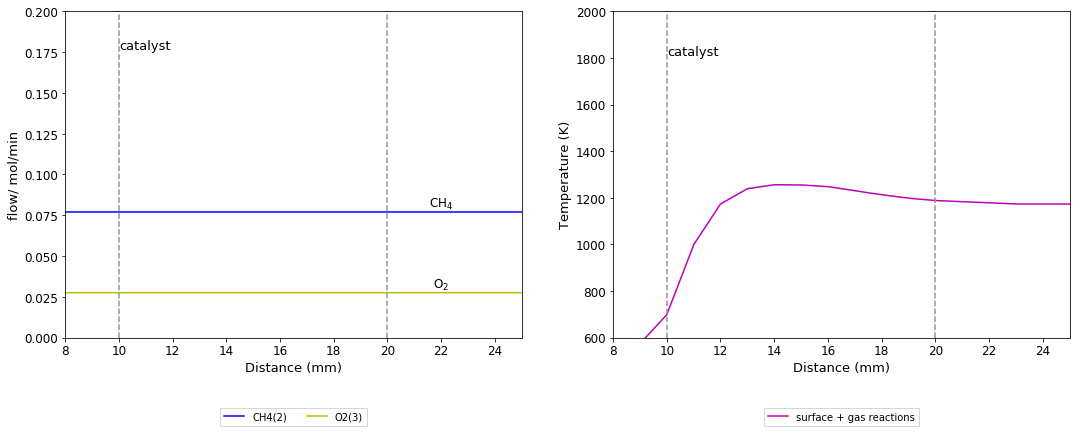 0.200
0.175
0.150
0.125
0.100
0.075
0.050
0.025
0.000
flow/ mol/min
catalyst
CH4
O2
8 10 12 14 16 18 20 22 24
Distance (mm)
CH4(2) O2(3)
2000
1800
1600
1400
1200
1000
800
600
Temperature (K)
catalyst
8 10 12 14 16 18 20 22 24
Distance (mm)
surface + gas reactions